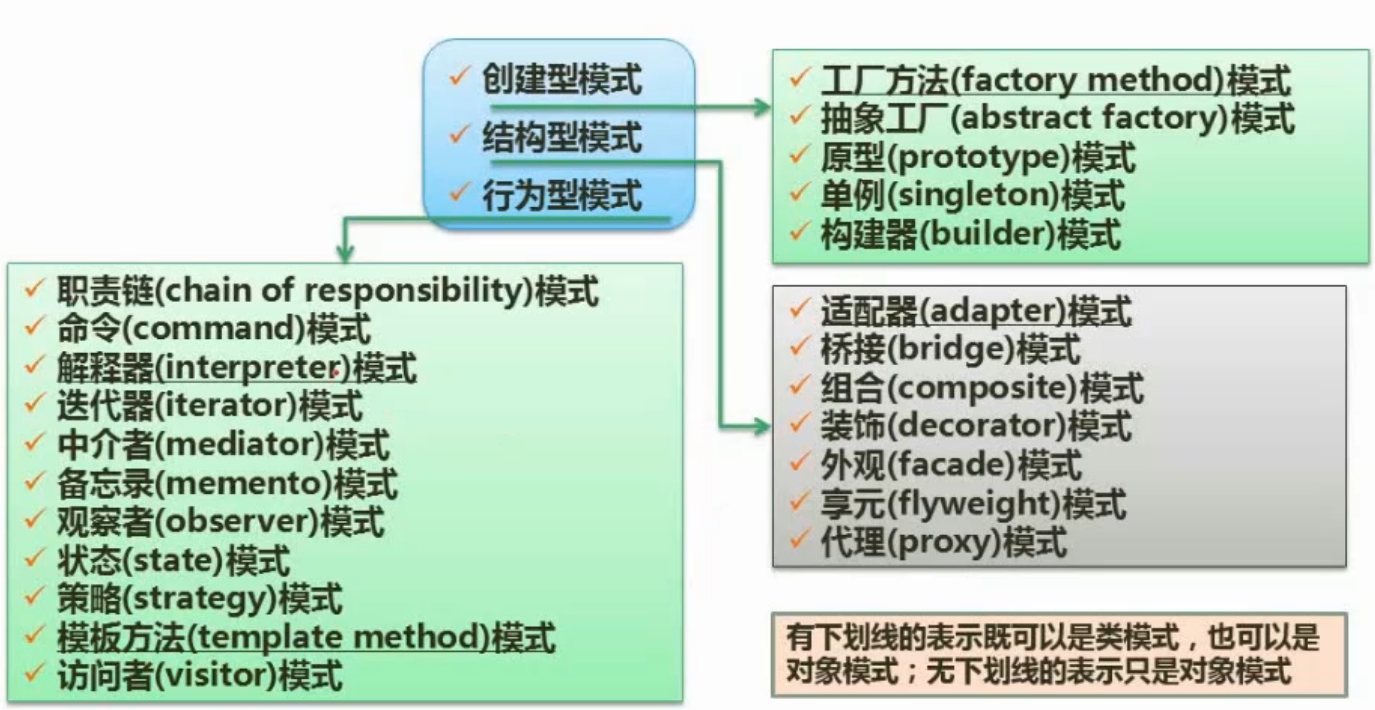 创建型模式
结构型模式
行为型模式
工厂方法(factory method)模式
抽象工厂(abstract factory)模式
原型(prototype)模式
单例(singleton)模式
构建器(builder)模式
职责链(chain of responsibility)模式
命令(command)模式
解释器(interpreter)模式
迭代器(iterator)模式
中介者(mediator)模式
备忘录(memento)模式
观察者(observer)模式
状态(state)模式
策略(strategy)模式
模板方法(template method)模式
访问者(visitor)模式
适配器(adapter)模式
桥接(bridge)模式
组合(composite)模式
装饰(decorator)模式
外观(facade)模式
享元(flyweight)模式
代理(proxy)模式
有下划线的表示既可以是类模式，也可以是
对象模式；无下划线的表示只是对象模式